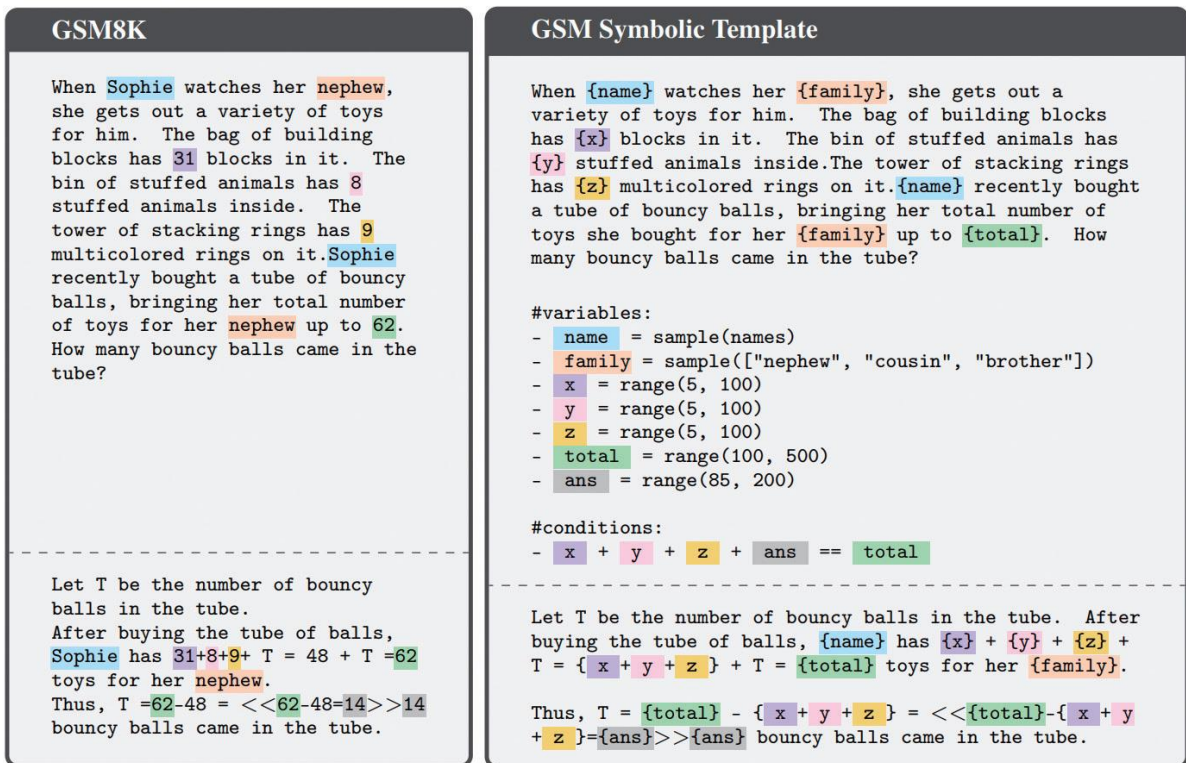 GSM8K
When Sophie watches her nephew,
she gets out a variety of toys
for him. The bag of building
blocks has 31 blocks in it. The
bin of stuffed animals has 8
stuffed animals inside. The
tower of stacking rings has 9
multicolored rings on it.Sophie
recently bought a tube of bouncy
balls, bringing her total number
of toys for her nephew up to 62.
How many bouncy balls came in the
tube?
Let T be the number of bouncy
balls in the tube.
After buying the tube of balls,
Sophie has 31+8+9+ T = 48 + T =62
toys for her nephew.
Thus, T =62-48 = <<62-48=14>>14
bouncy balls came in the tube.
GSM Symbolic Template
When {name} watches her {family}, she gets out a
variety of toys for him. The bag of building blocks
has {x} blocks in it. The bin of stuffed animals has
{y} stuffed animals inside.The tower of stacking rings
has {z} multicolored rings on it.{name} recently bought
a tube of bouncy balls, bringing her total number of
toys she bought for her {family} up to {total}. How
many bouncy balls came in the tube?
#variables:
- name = sample(names)
- family = sample(["nephew", "cousin", "brother"])
- x = range(5, 100)
- y = range(5, 100)
- z = range(5, 100)
- total = range(100, 500)
- ans = range(85, 200)
#conditions:
- x + y + z + ans == total
Let T be the number of bouncy balls in the tube. After
buying the tube of balls, {name} has {x} + {y} + {z} +
T = { x + y + z } + T = {total} toys for her {family}.
Thus, T = {total} - { x + y + z } = <<{total}-{ x + y
+ z }={ans}>>{ans} bouncy balls came in the tube.